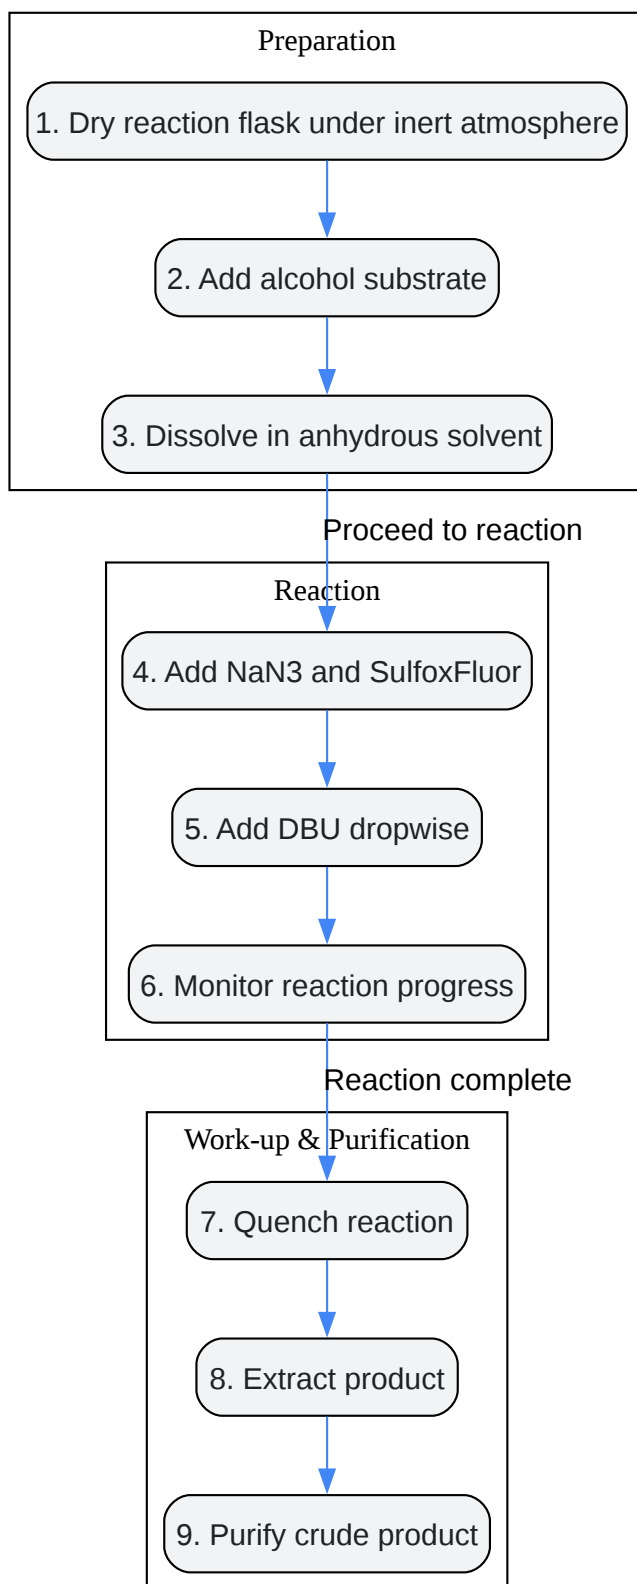 Preparation
1. Dry reaction flask under inert atmosphere
2. Add alcohol substrate
3. Dissolve in anhydrous solvent
Proceed to reaction
Reaction
4. Add NaN3 and SulfoxFluor
5. Add DBU dropwise
6. Monitor reaction progress
Reaction complete
Work-up & Purification
7. Quench reaction
8. Extract product
9. Purify crude product